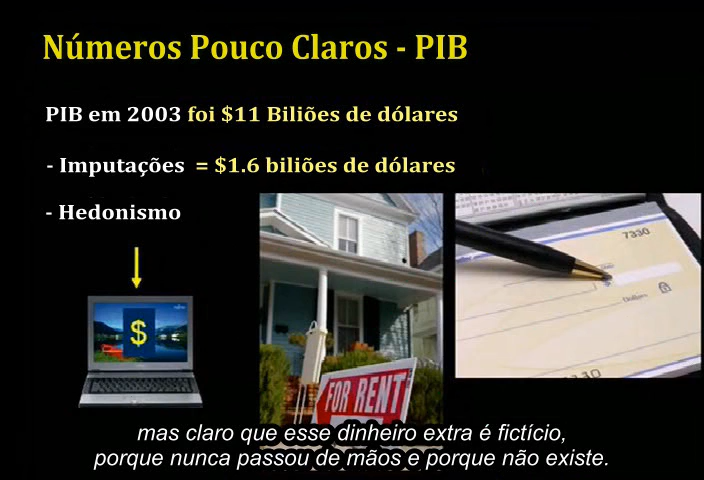 Números Pouco Claros - PIB
PIB em 2003 foi $11 Biliões de dólares
- Imputações = $1.6 biliões de dólares
- Hedonismo
$
FOR RENT
7330
Dollars
mas claro que esse dinheiro extra é fictício,
porque nunca passou de mãos e porque não existe.